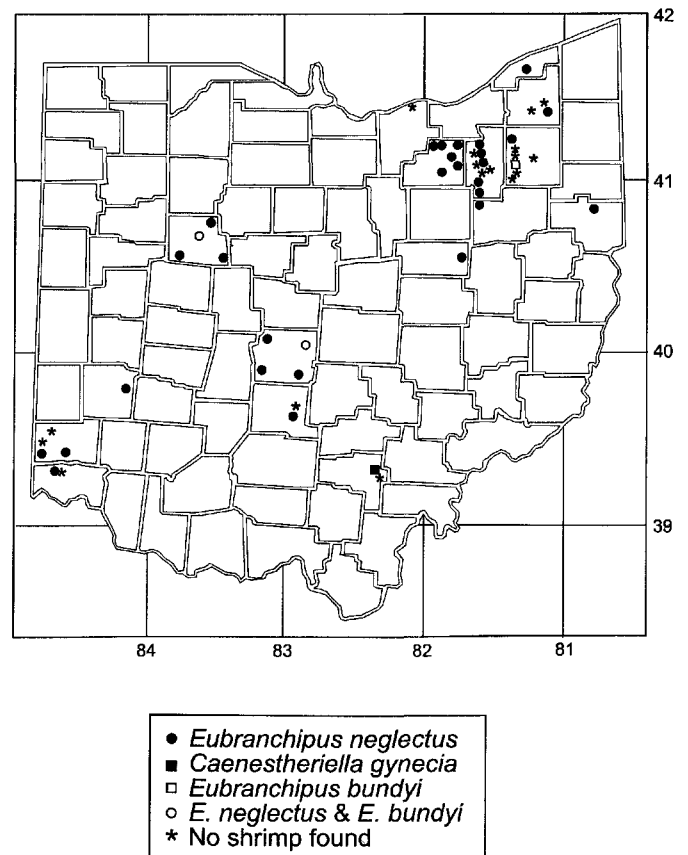 42
41
40
39
84 83 82 81
● Eubranchipus neglectus
■ Caenestheriella gynecia
□ Eubranchipus bundyi
○ E. neglectus & E. bundyi
* No shrimp found